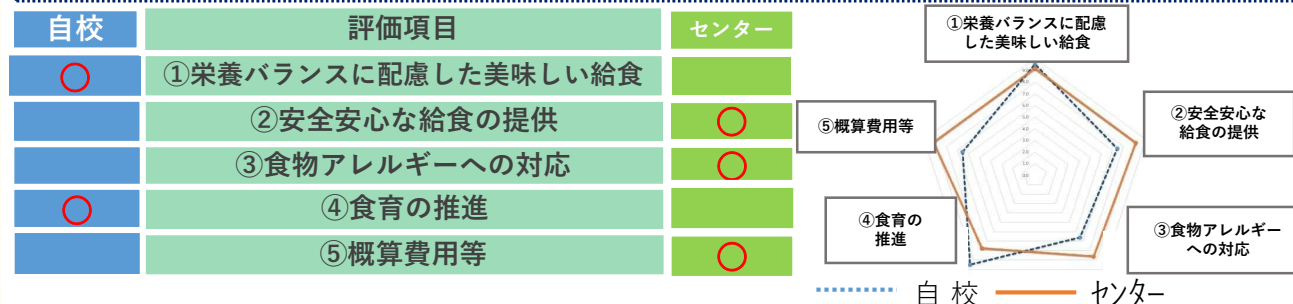 自校 評価項目 センター
○ ①栄養バランスに配慮した美味しい給食
②安全安心な給食の提供 ○
③食物アレルギーへの対応 ○
○ ④食育の推進
⑤概算費用等 ○
①栄養バランスに配慮
した美味しい給食
②安全安心な
給食の提供
③食物アレルギー
への対応
④食育の
推進
⑤概算費用等
自 校 センター